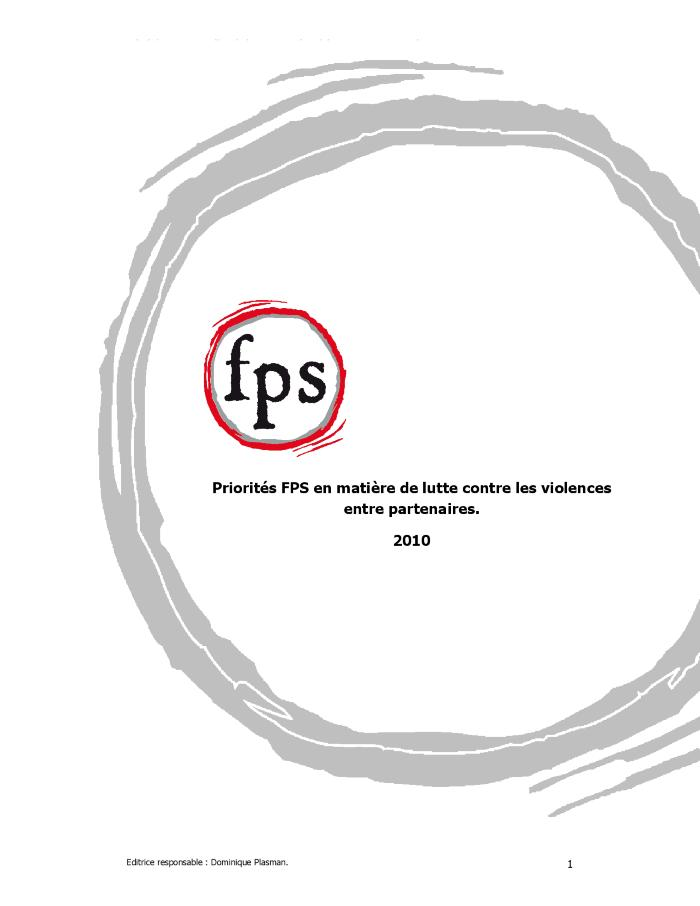 fps
Priorités FPS en matière de lutte contre les violences
entre partenaires.
2010
Editrice responsable : Dominique Plasman.
1